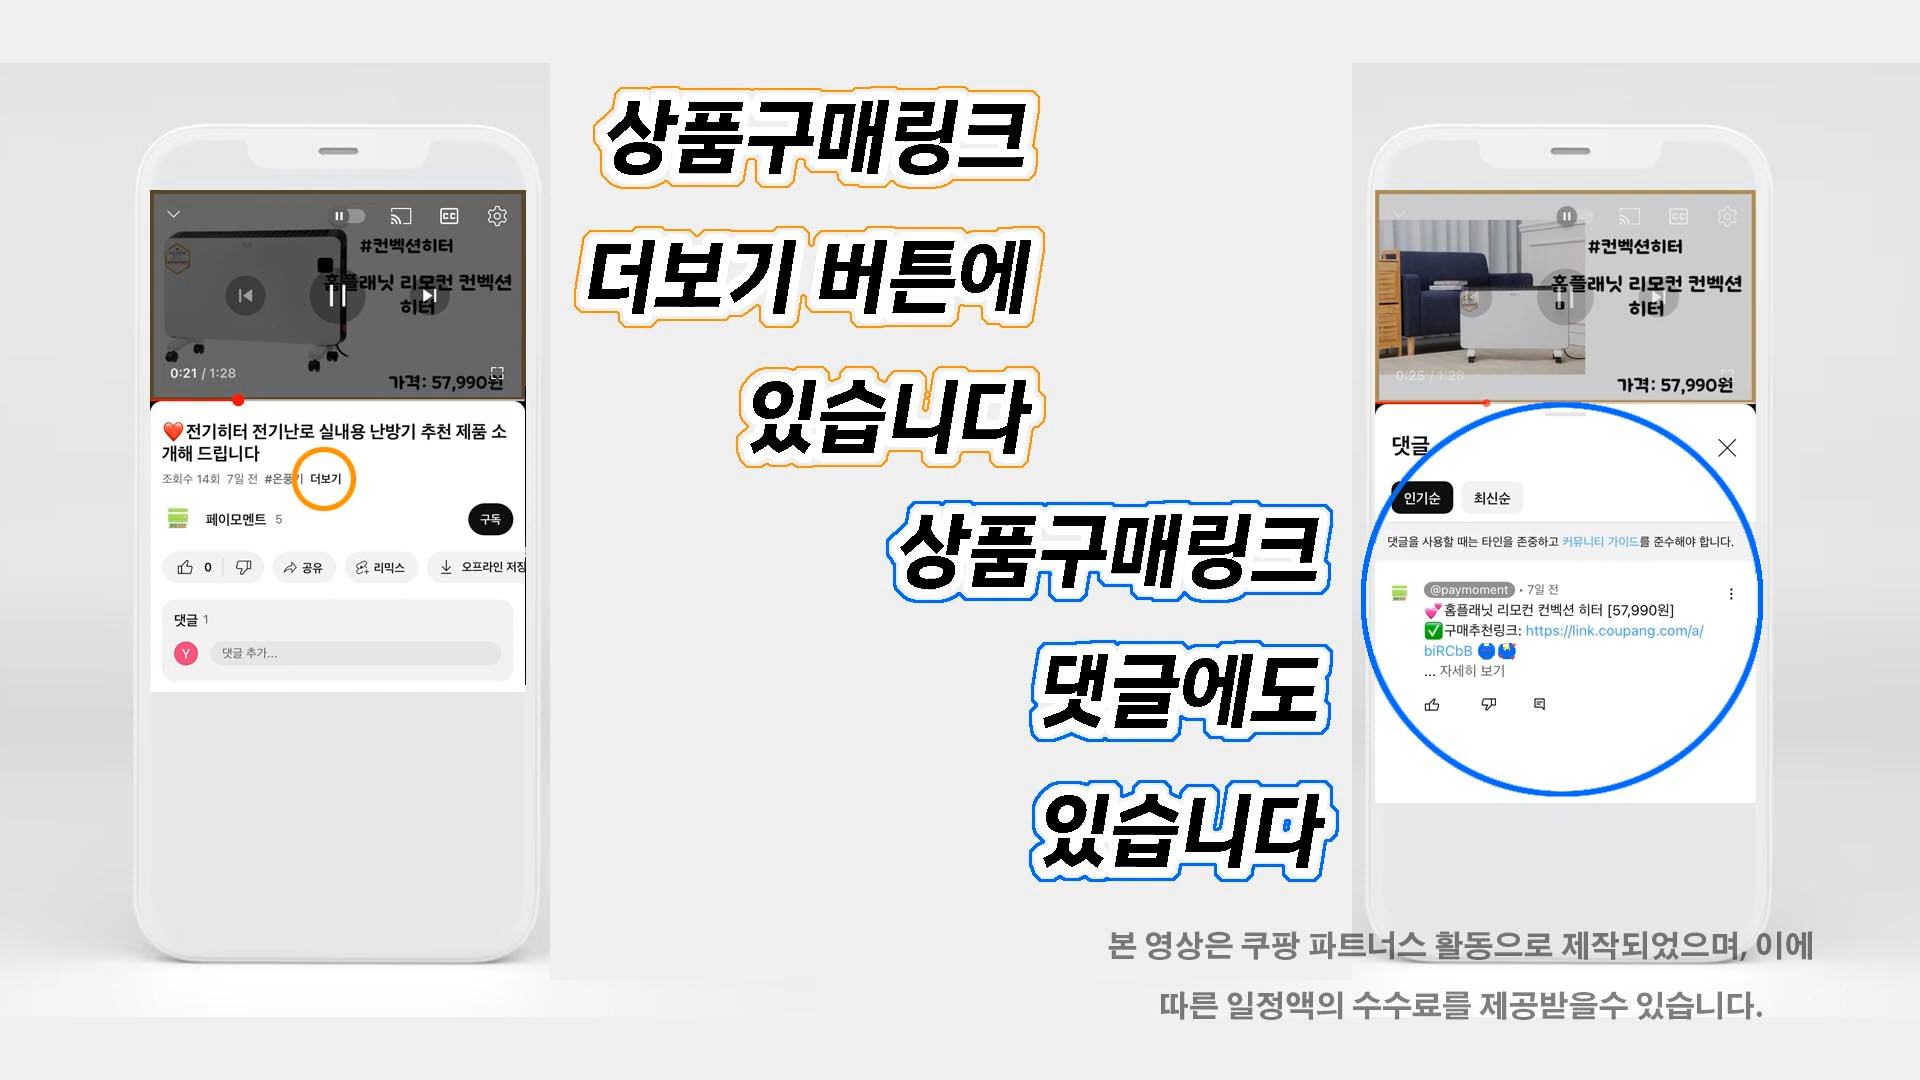 상품구매링크
더보기 버튼에
있습니다
상품구매링크
댓글에도
있습니다
#컨벡션히터
홈플래닛 리모컨 컨벡션
히터
0:21 / 1:28
가격: 57,990원
❤️전기히터 전기난로 실내용 난방기 추천 제품 소
개해 드립니다
조회수 14회 7일 전 #온풍기 더보기
페이모멘트 5
구독
0
공유
리믹스
오프라인 저장
댓글 1
Y
댓글 추가...
#컨벡션히터
홈플래닛 리모컨 컨벡션
히터
0:25 / 1:28
가격: 57,990원
댓글
인기순
최신순
댓글을 사용할 때는 타인을 존중하고 커뮤니티 가이드를 준수해야 합니다.
@paymoment • 7일 전
💕홈플래닛 리모컨 컨벡션 히터 [57,990원]
✅구매추천링크: https://link.coupang.com/a/
biRCbB
... 자세히 보기
본 영상은 쿠팡 파트너스 활동으로 제작되었으며, 이에
따른 일정액의 수수료를 제공받을수 있습니다.